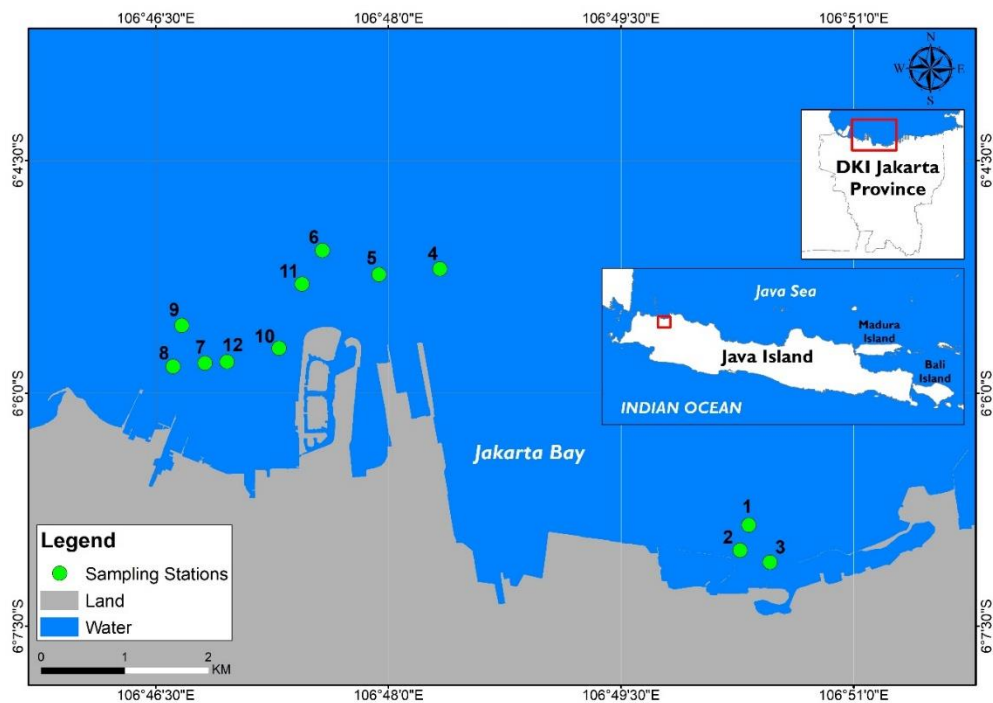 106°46'30"E 106°48'0"E 106°49'30"E 106°51'0"E
N
W E
S
6°4'30"S 6°4'30"S
DKI Jakarta
Province
6
5 4
11
Java Sea
9
Madura
Island
10
8 7 12
Java Island
Bali
Island
6°6'0"S 6°6'0"S
INDIAN OCEAN
Jakarta Bay
1
2 3
Legend
Sampling Stations
Land
Water
6°7'30"S 6°7'30"S
0 1 2
KM
106°46'30"E 106°48'0"E 106°49'30"E 106°51'0"E